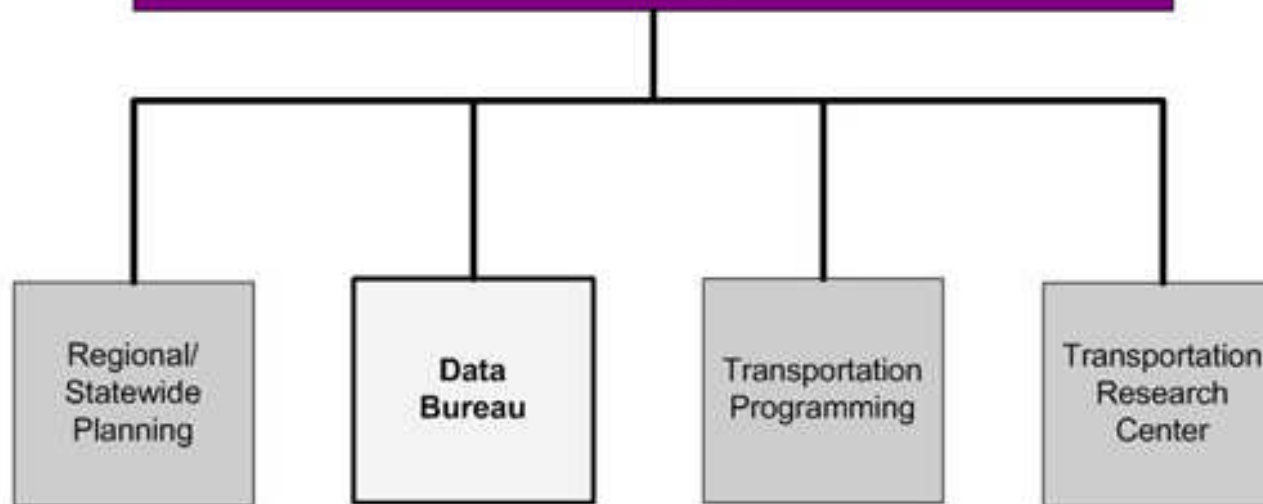 Regional/
Statewide
Planning
Data
Bureau
Transportation
Programming
Transportation
Research
Center